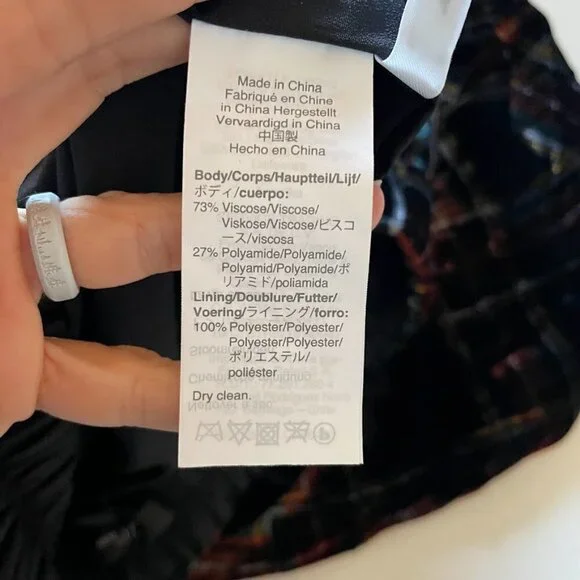 Made in China
Fabriqué en Chine
in China Hergestellt
Vervaardigd in China
中国製
Hecho en China
Body/Corps/Hauptteil/Lijf/
ボディ/cuerpo:
73% Viscose/Viscose/
Viskose/Viscose/ビスコ
ース/viscosa
27% Polyamide/Polyamide/
Polyamid/Polyamide/ポ
リアミド/poliamida
Lining/Doublure/Futter/
Voering/ライニング/forro:
100% Polyester/Polyester/
Polyester/Polyester/
ポリエステル/
poliéster
Dry clean.